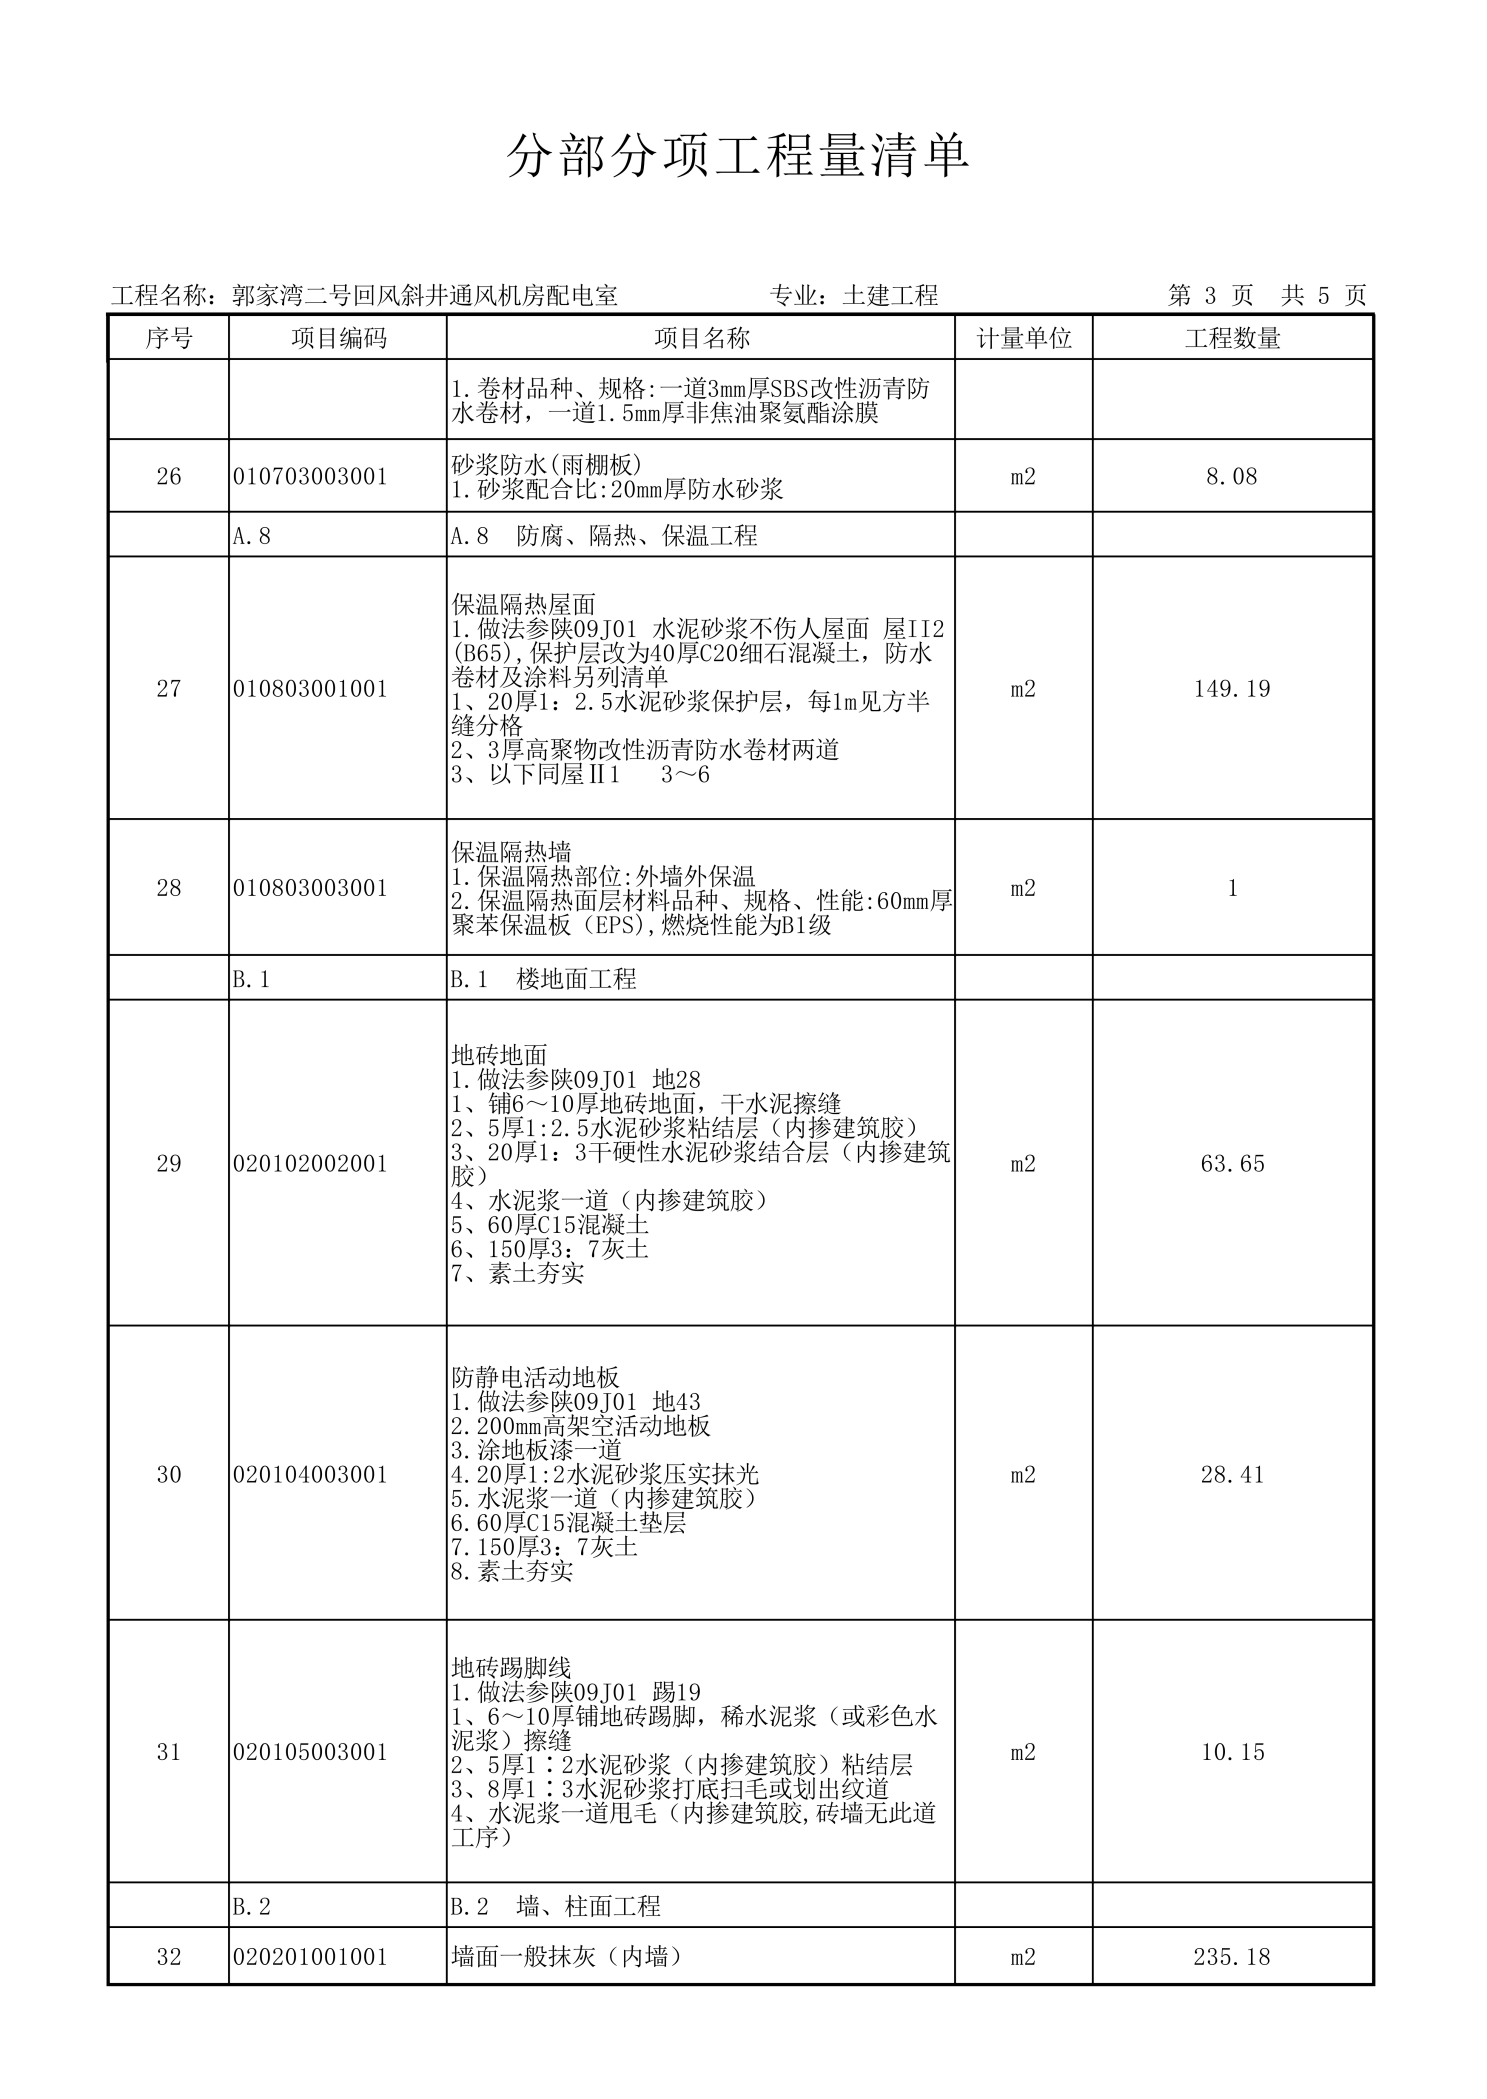 分部分项工程量清单
工程名称：郭家湾二号回风斜井通风机房配电室 专业：土建工程 第 3 页 共 5 页
序号 项目编码 项目名称 计量单位 工程数量
1.卷材品种、规格:一道3mm厚SBS改性沥青防
水卷材，一道1.5mm厚非焦油聚氨酯涂膜
26 010703003001 砂浆防水(雨棚板)
1.砂浆配合比:20mm厚防水砂浆 m2 8.08
A.8 A.8 防腐、隔热、保温工程
保温隔热屋面
1.做法参陕09J01 水泥砂浆不伤人屋面 屋II2
(B65),保护层改为40厚C20细石混凝土，防水
卷材及涂料另列清单
27 010803001001 1、20厚1：2.5水泥砂浆保护层，每1m见方半 m2 149.19
缝分格
2、3厚高聚物改性沥青防水卷材两道
3、以下同屋Ⅱ1 3～6
保温隔热墙
1.保温隔热部位:外墙外保温
28 010803003001 2.保温隔热面层材料品种、规格、性能:60mm厚 m2 1
聚苯保温板（EPS),燃烧性能为B1级
B.1 B.1 楼地面工程
地砖地面
1.做法参陕09J01 地28
1、铺6～10厚地砖地面，干水泥擦缝
2、5厚1:2.5水泥砂浆粘结层（内掺建筑胶）
29 020102002001 3、20厚1：3干硬性水泥砂浆结合层（内掺建筑 m2 63.65
胶）
4、水泥浆一道（内掺建筑胶）
5、60厚C15混凝土
6、150厚3：7灰土
7、素土夯实
防静电活动地板
1.做法参陕09J01 地43
2.200mm高架空活动地板
3.涂地板漆一道
30 020104003001 4.20厚1:2水泥砂浆压实抹光 m2 28.41
5.水泥浆一道（内掺建筑胶）
6.60厚C15混凝土垫层
7.150厚3：7灰土
8.素土夯实
地砖踢脚线
1.做法参陕09J01 踢19
1、6～10厚铺地砖踢脚，稀水泥浆（或彩色水
泥浆）擦缝
31 020105003001 2、5厚1∶2水泥砂浆（内掺建筑胶）粘结层 m2 10.15
3、8厚1∶3水泥砂浆打底扫毛或划出纹道
4、水泥浆一道甩毛（内掺建筑胶,砖墙无此道
工序）
B.2 B.2 墙、柱面工程
32 020201001001 墙面一般抹灰（内墙） m2 235.18